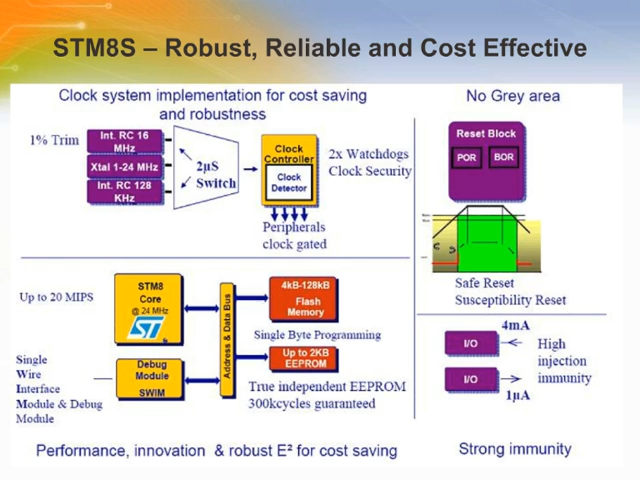 STM8S – Robust, Reliable and Cost Effective
Clock system implementation for cost saving
and robustness
No Grey area
1% Trim
Int. RC 16
MHz
Xtal 1-24 MHz
Int. RC 128
KHz
2µS
Switch
Clock
Controller
Clock
Detector
2x Watchdogs
Clock Security
Peripherals
clock gated
Reset Block
POR
BOR
Safe Reset
Susceptibility Reset
Up to 20 MIPS
STM8
Core
@ 24 MHz
ST
Address & Data Bus
4kB-128kB
Flash
Memory
Single Byte Programming
Up to 2KB
EEPROM
True independent EEPROM
300kcycles guaranteed
Single
Wire
Interface
Module & Debug
Module
Debug
Module
SWIM
4mA
I/O
I/O
1µA
High
injection
immunity
Performance, innovation & robust E² for cost saving
Strong immunity